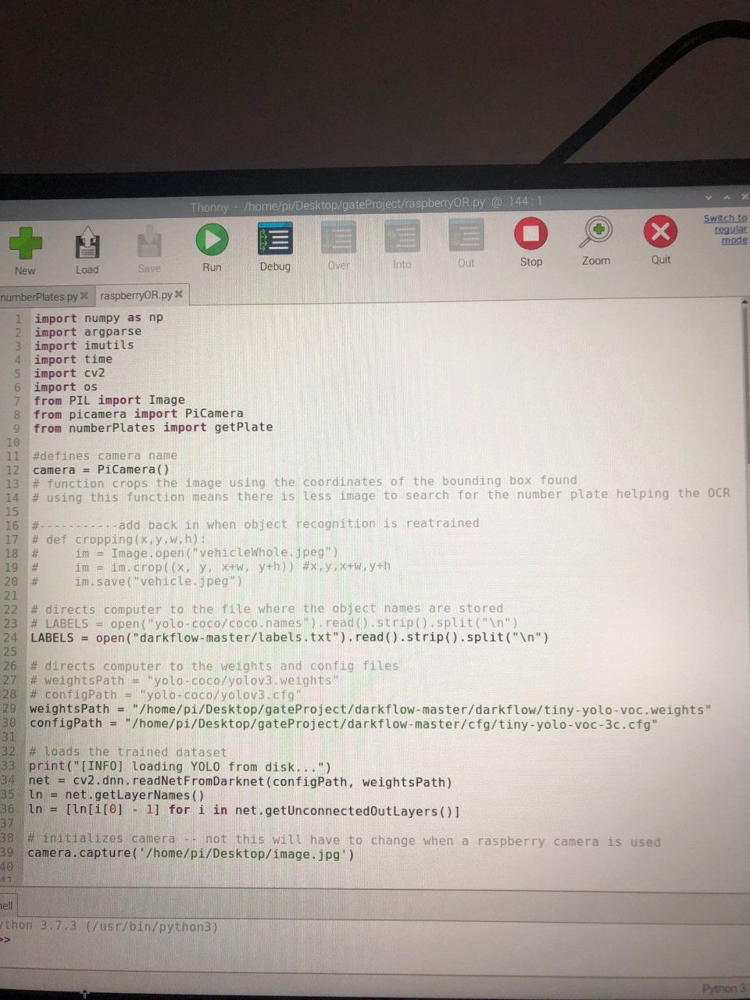 Thonny - /home/pi/Desktop/gateProject/raspberryOR.py @ 144:1
Switch to
regular
mode
New
Load
Save
Run
Debug
Over
Into
Out
Stop
Zoom
Quit
numberPlates.py
raspberryOR.py
1 import numpy as np
2 import argparse
3 import imutils
4 import time
5 import cv2
6 import os
7 from PIL import Image
8 from picamera import PiCamera
9 from numberPlates import getPlate
10
11 #defines camera name
12 camera = PiCamera()
13 # function crops the image using the coordinates of the bounding box found
14 # using this function means there is less image to search for the number plate helping the OCR
15
16 #-----------add back in when object recognition is reatrained
17 # def cropping(x,y,w,h):
18 #     im = Image.open("vehicleWhole.jpeg")
19 #     im = im.crop((x, y, x+w, y+h)) #x,y,x+w,y+h
20 #     im.save("vehicle.jpeg")
21
22 # directs computer to the file where the object names are stored
23 # LABELS = open("yolo-coco/coco.names").read().strip().split("\n")
24 LABELS = open("darkflow-master/labels.txt").read().strip().split("\n")
25
26 # directs computer to the weights and config files
27 # weightsPath = "yolo-coco/yolov3.weights"
28 # configPath = "yolo-coco/yolov3.cfg"
29 weightsPath = "/home/pi/Desktop/gateProject/darkflow-master/darkflow/tiny-yolo-voc.weights"
30 configPath = "/home/pi/Desktop/gateProject/darkflow-master/cfg/tiny-yolo-voc-3c.cfg"
31
32 # loads the trained dataset
33 print("[INFO] loading YOLO from disk...")
34 net = cv2.dnn.readNetFromDarknet(configPath, weightsPath)
35 ln = net.getLayerNames()
36 ln = [ln[i[0] - 1] for i in net.getUnconnectedOutLayers()]
37
38 # initializes camera -- not this will have to change when a raspberry camera is used
39 camera.capture('/home/pi/Desktop/image.jpg')
40
41
ell
ython 3.7.3 (/usr/bin/python3)
>>
Python 3.